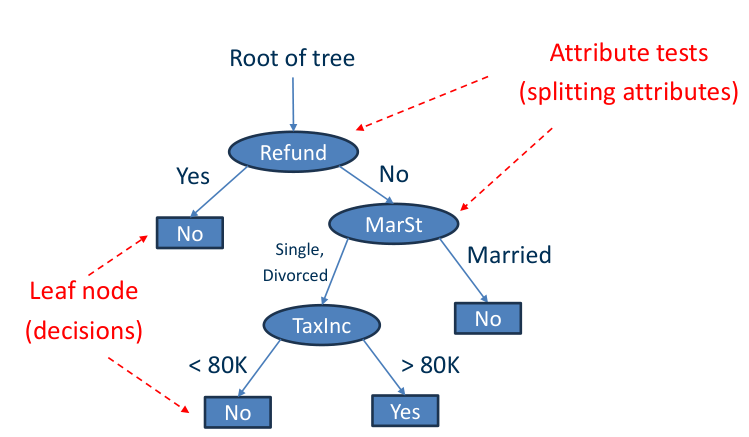 Root of tree
Attribute tests
(splitting attributes)
Refund
Yes
No
No
MarSt
Single,
Divorced
Married
Leaf node
(decisions)
TaxInc
No
< 80K
> 80K
No
Yes